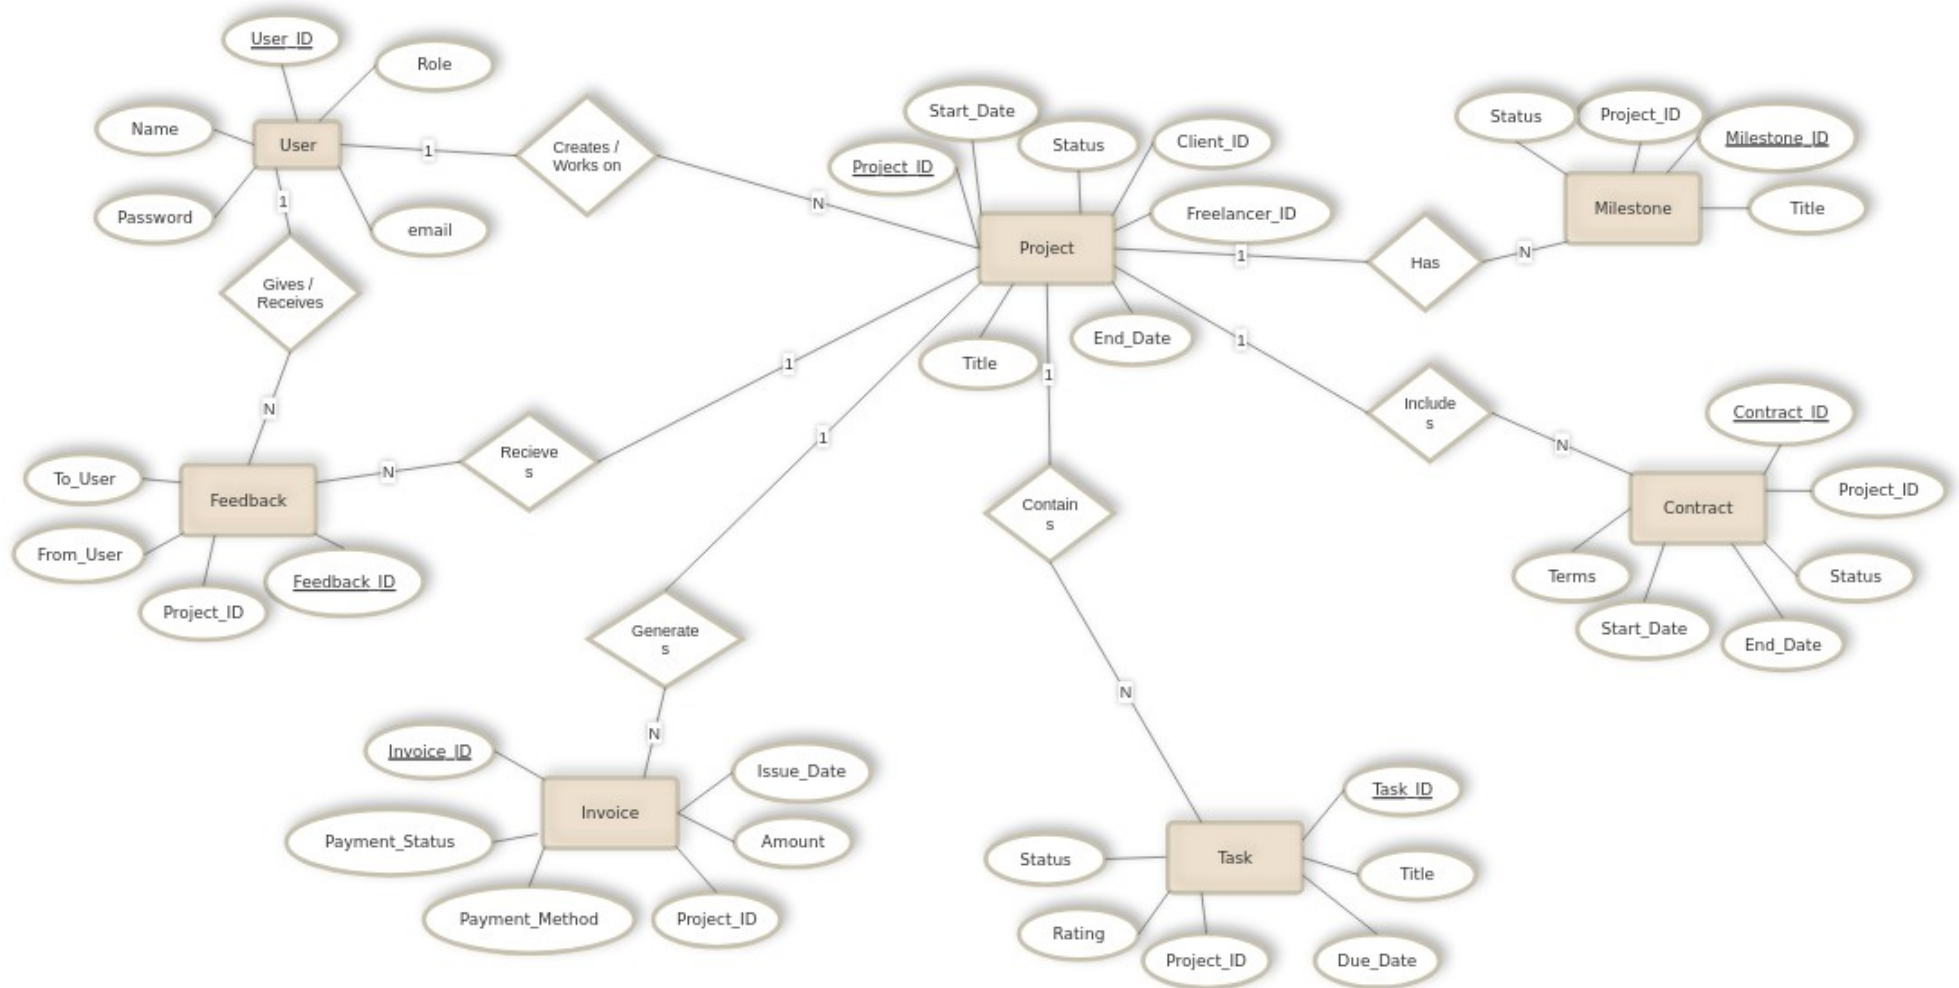 User_ID
Role
Name
User
Password
email
1
Creates /
Works on
N
1
Gives /
Receives
N
To_User
Feedback
From_User
Project_ID
Feedback_ID
N
Recieve
s
1
Start_Date
Project_ID
Status
Client_ID
Freelancer_ID
Project
Title
End_Date
1
Has
N
Status
Project_ID
Milestone_ID
Milestone
Title
1
Include
s
N
Contract_ID
Contract
Project_ID
Terms
Status
Start_Date
End_Date
1
Generate
s
N
Invoice_ID
Issue_Date
Invoice
Payment_Status
Amount
Payment_Method
Project_ID
1
Contain
s
N
Task_ID
Status
Task
Title
Rating
Project_ID
Due_Date